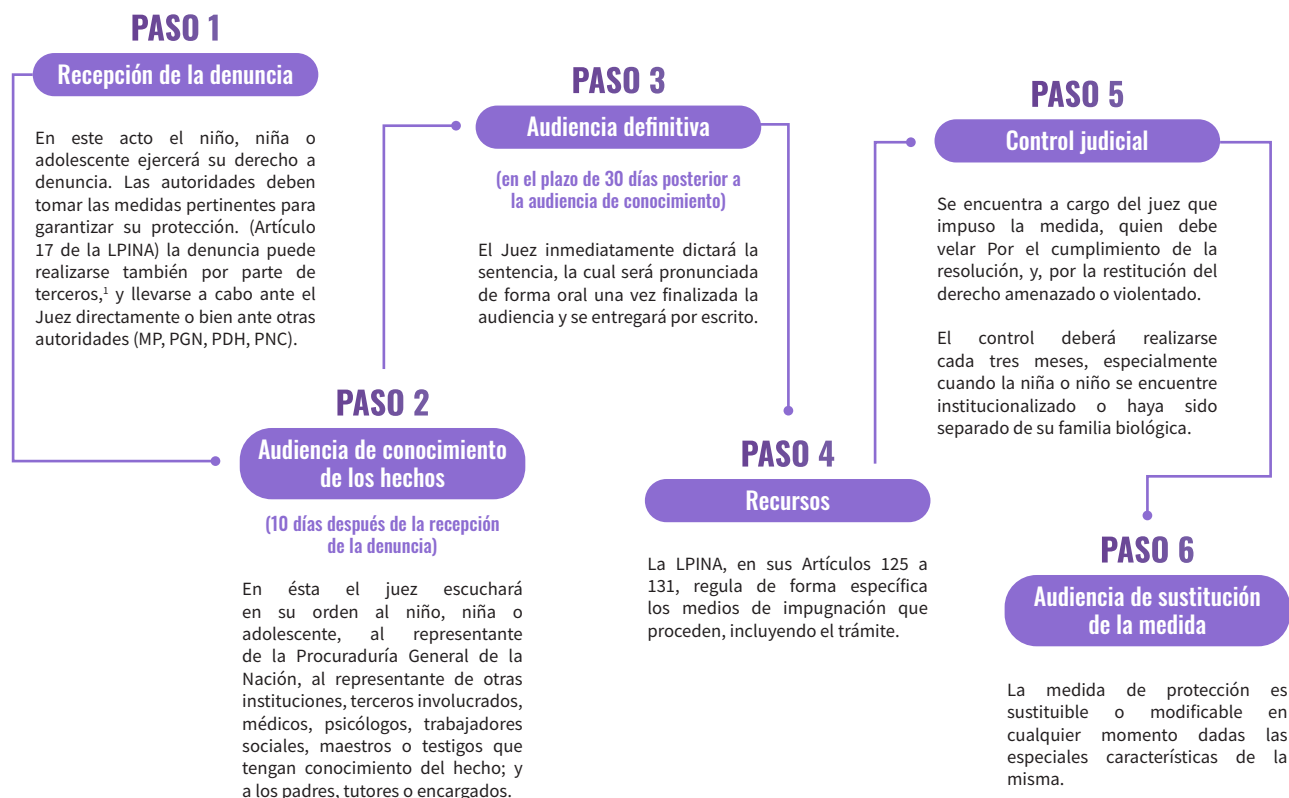 PASO 1
Recepción de la denuncia
En este acto el niño, niña o
adolescente ejercerá su derecho a
denuncia. Las autoridades deben
tomar las medidas pertinentes para
garantizar su protección. (Artículo
17 de la LPINA) la denuncia puede
realizarse también por parte de
terceros,¹ y llevarse a cabo ante el
Juez directamente o bien ante otras
autoridades (MP, PGN, PDH, PNC).
PASO 2
Audiencia de conocimiento
de los hechos
(10 días después de la recepción
de la denuncia)
En ésta el juez escuchará
en su orden al niño, niña o
adolescente, al representante
de la Procuraduría General de la
Nación, al representante de otras
instituciones, terceros involucrados,
médicos, psicólogos, trabajadores
sociales, maestros o testigos que
tengan conocimiento del hecho; y
a los padres, tutores o encargados.
PASO 3
Audiencia definitiva
(en el plazo de 30 días posterior a
la audiencia de conocimiento)
El Juez inmediatamente dictará la
sentencia, la cual será pronunciada
de forma oral una vez finalizada la
audiencia y se entregará por escrito.
PASO 4
Recursos
La LPINA, en sus Artículos 125 a
131, regula de forma específica
los medios de impugnación que
proceden, incluyendo el trámite.
PASO 5
Control judicial
Se encuentra a cargo del juez que
impuso la medida, quien debe
velar Por el cumplimiento de la
resolución, y, por la restitución del
derecho amenazado o violentado.
El control deberá realizarse
cada tres meses, especialmente
cuando la niña o niño se encuentre
institucionalizado o haya sido
separado de su familia biológica.
PASO 6
Audiencia de sustitución
de la medida
La medida de protección es
sustituible o modificable en
cualquier momento dadas las
especiales características de la
misma.